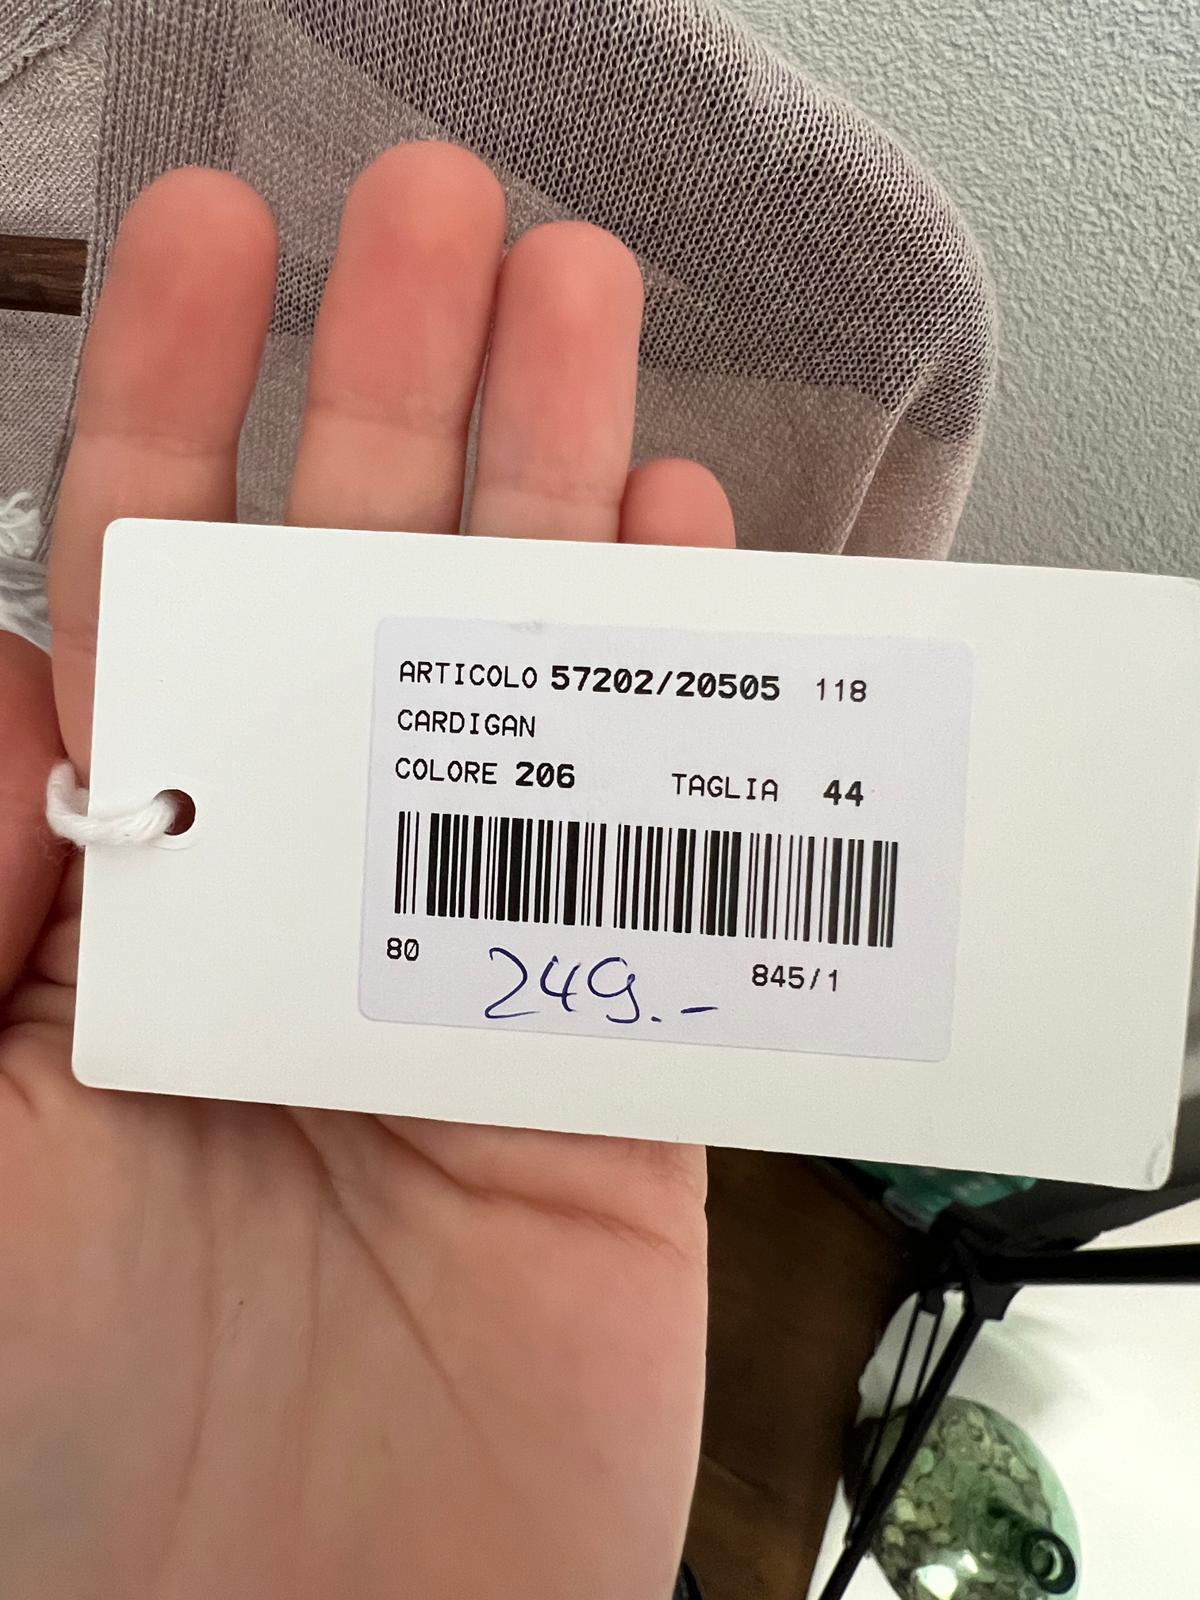 ARTICOLO 57202/20505 118
CARDIGAN
COLORE 206 TAGLIA 44
80 249.- 845/1